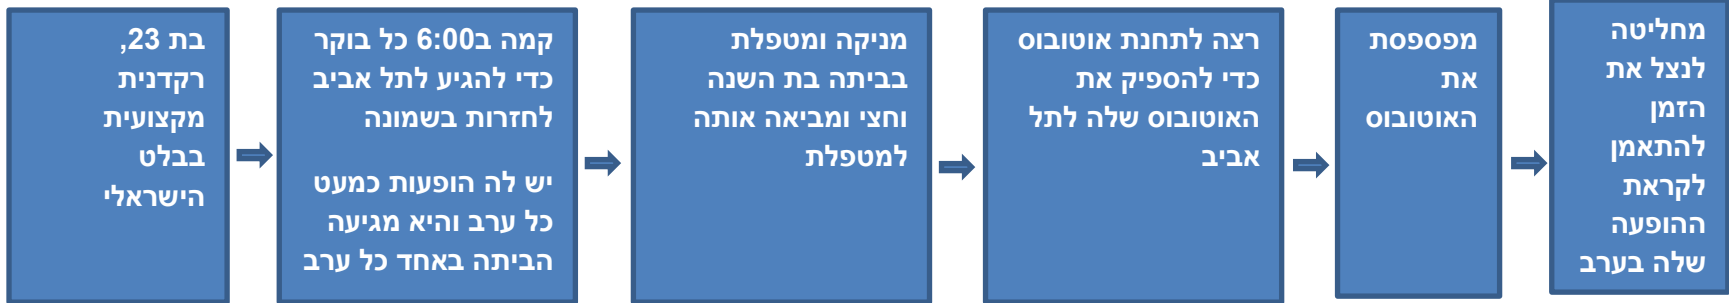 בת 23,
רקדנית
מקצועית
בבלט
הישראלי
קמה ב6:00 כל בוקר
כדי להגיע לתל אביב
לחזרות בשמונה
יש לה הופעות כמעט
כל ערב והיא מגיעה
הביתה באחד כל ערב
מניקה ומטפלת
בביתה בת השנה
וחצי ומביאה אותה
למטפלת
רצה לתחנת אוטובוס
כדי להספיק את
האוטובוס שלה לתל
אביב
מפספסת
את
האוטובוס
מחליטה
לנצל את
הזמן
להתאמן
לקראת
ההופעה
שלה בערב